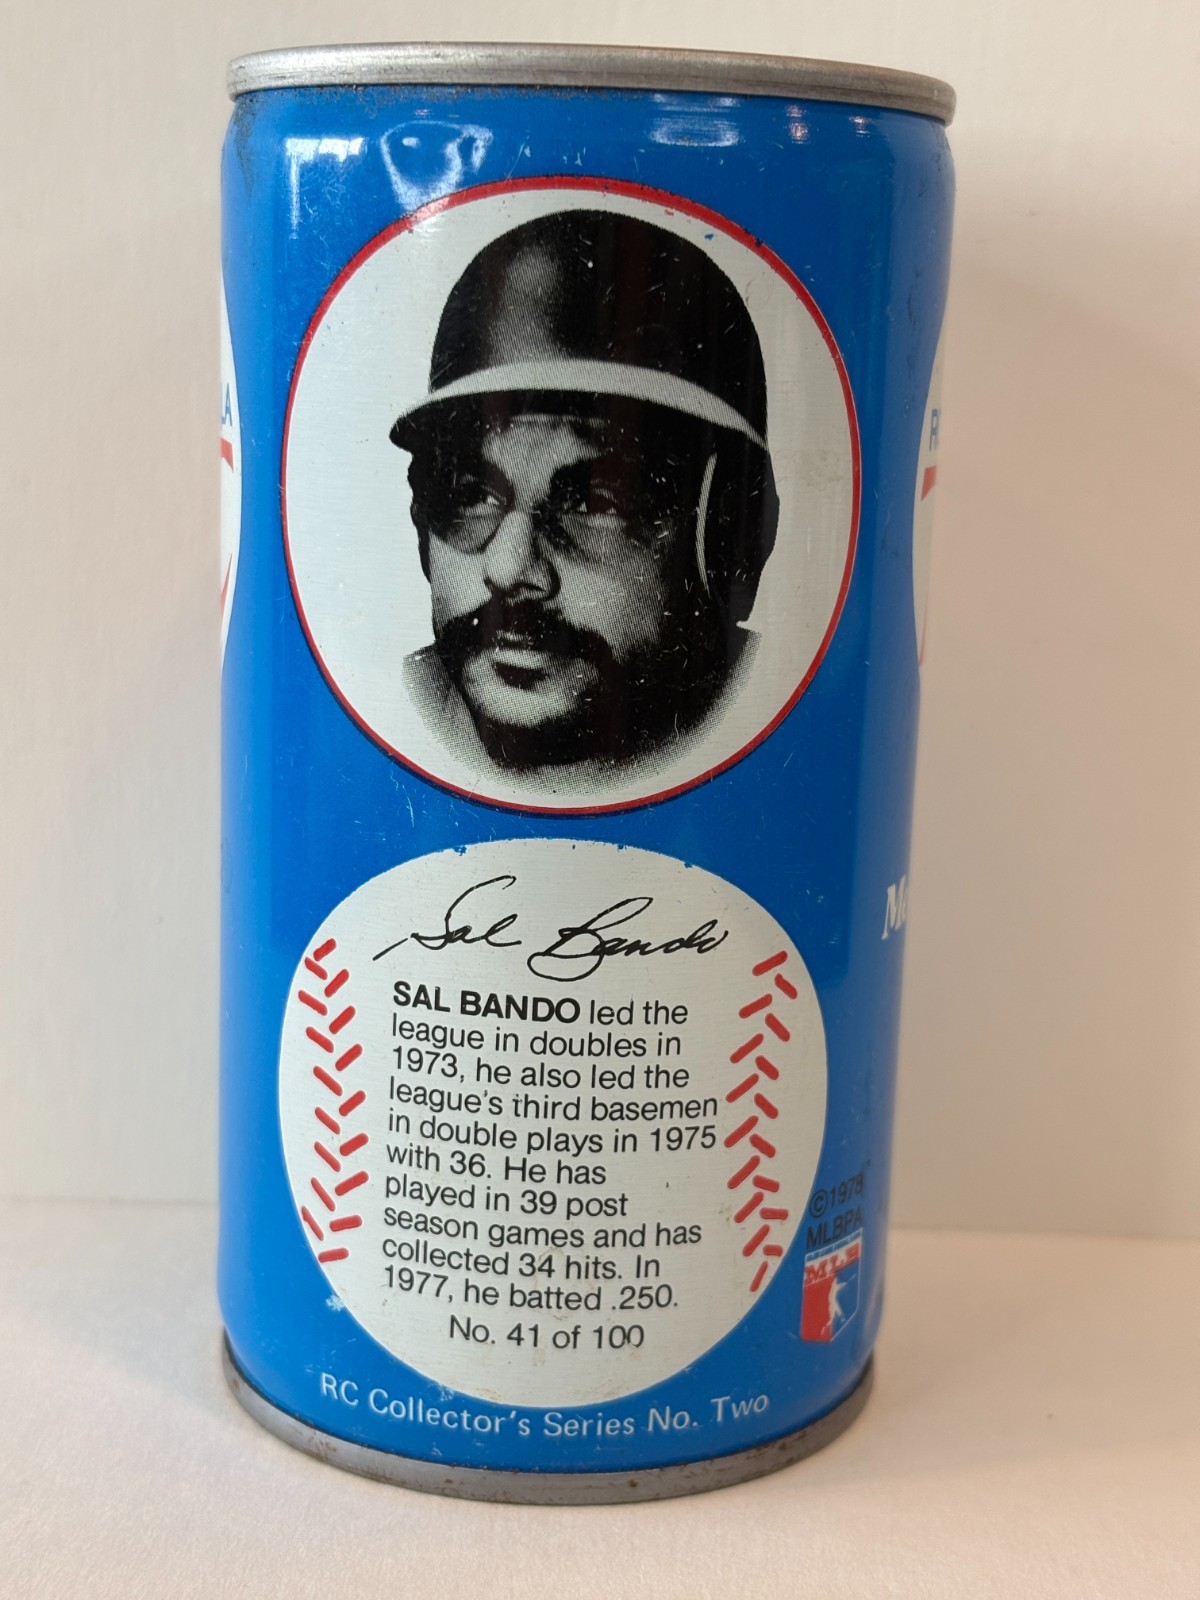 Sal Bando
SAL BANDO led the
league in doubles in
1973, he also led the
league's third basemen
in double plays in 1975
with 36. He has
played in 39 post
season games and has
collected 34 hits. In
1977, he batted .250.
No. 41 of 100
RC Collector's Series No. Two
©1978
MLBPA
MLB